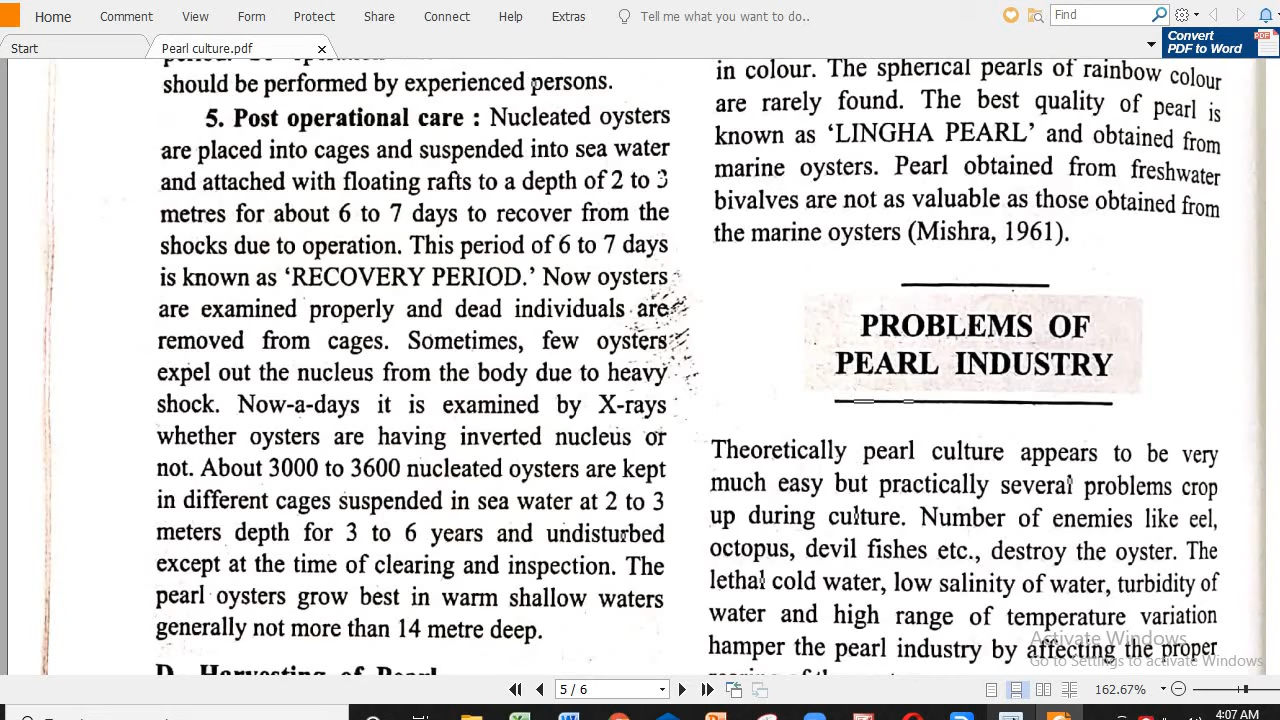 Home Comment View Form Protect Share Connect Help Extras Tell me what you want to do.. Find
Start Pearl culture.pdf x Convert PDF to Word
should be performed by experienced persons.
5. Post operational care : Nucleated oysters
are placed into cages and suspended into sea water
and attached with floating rafts to a depth of 2 to 3
metres for about 6 to 7 days to recover from the
shocks due to operation. This period of 6 to 7 days
is known as ‘RECOVERY PERIOD.’ Now oysters
are examined properly and dead individuals are
removed from cages. Sometimes, few oysters
expel out the nucleus from the body due to heavy
shock. Now-a-days it is examined by X-rays
whether oysters are having inverted nucleus or
not. About 3000 to 3600 nucleated oysters are kept
in different cages suspended in sea water at 2 to 3
meters depth for 3 to 6 years and undisturbed
except at the time of clearing and inspection. The
pearl oysters grow best in warm shallow waters
generally not more than 14 metre deep.
D. Harvesting of Pearl
in colour. The spherical pearls of rainbow colour
are rarely found. The best quality of pearl is
known as ‘LINGHA PEARL’ and obtained from
marine oysters. Pearl obtained from freshwater
bivalves are not as valuable as those obtained from
the marine oysters (Mishra, 1961).
PROBLEMS OF
PEARL INDUSTRY
Theoretically pearl culture appears to be very
much easy but practically several problems crop
up during culture. Number of enemies like eel,
octopus, devil fishes etc., destroy the oyster. The
lethal cold water, low salinity of water, turbidity of
water and high range of temperature variation
hamper the pearl industry by affecting the proper
Activate Windows
Go to Settings to activate Windows.
5 / 6 162.67%
4:07 AM